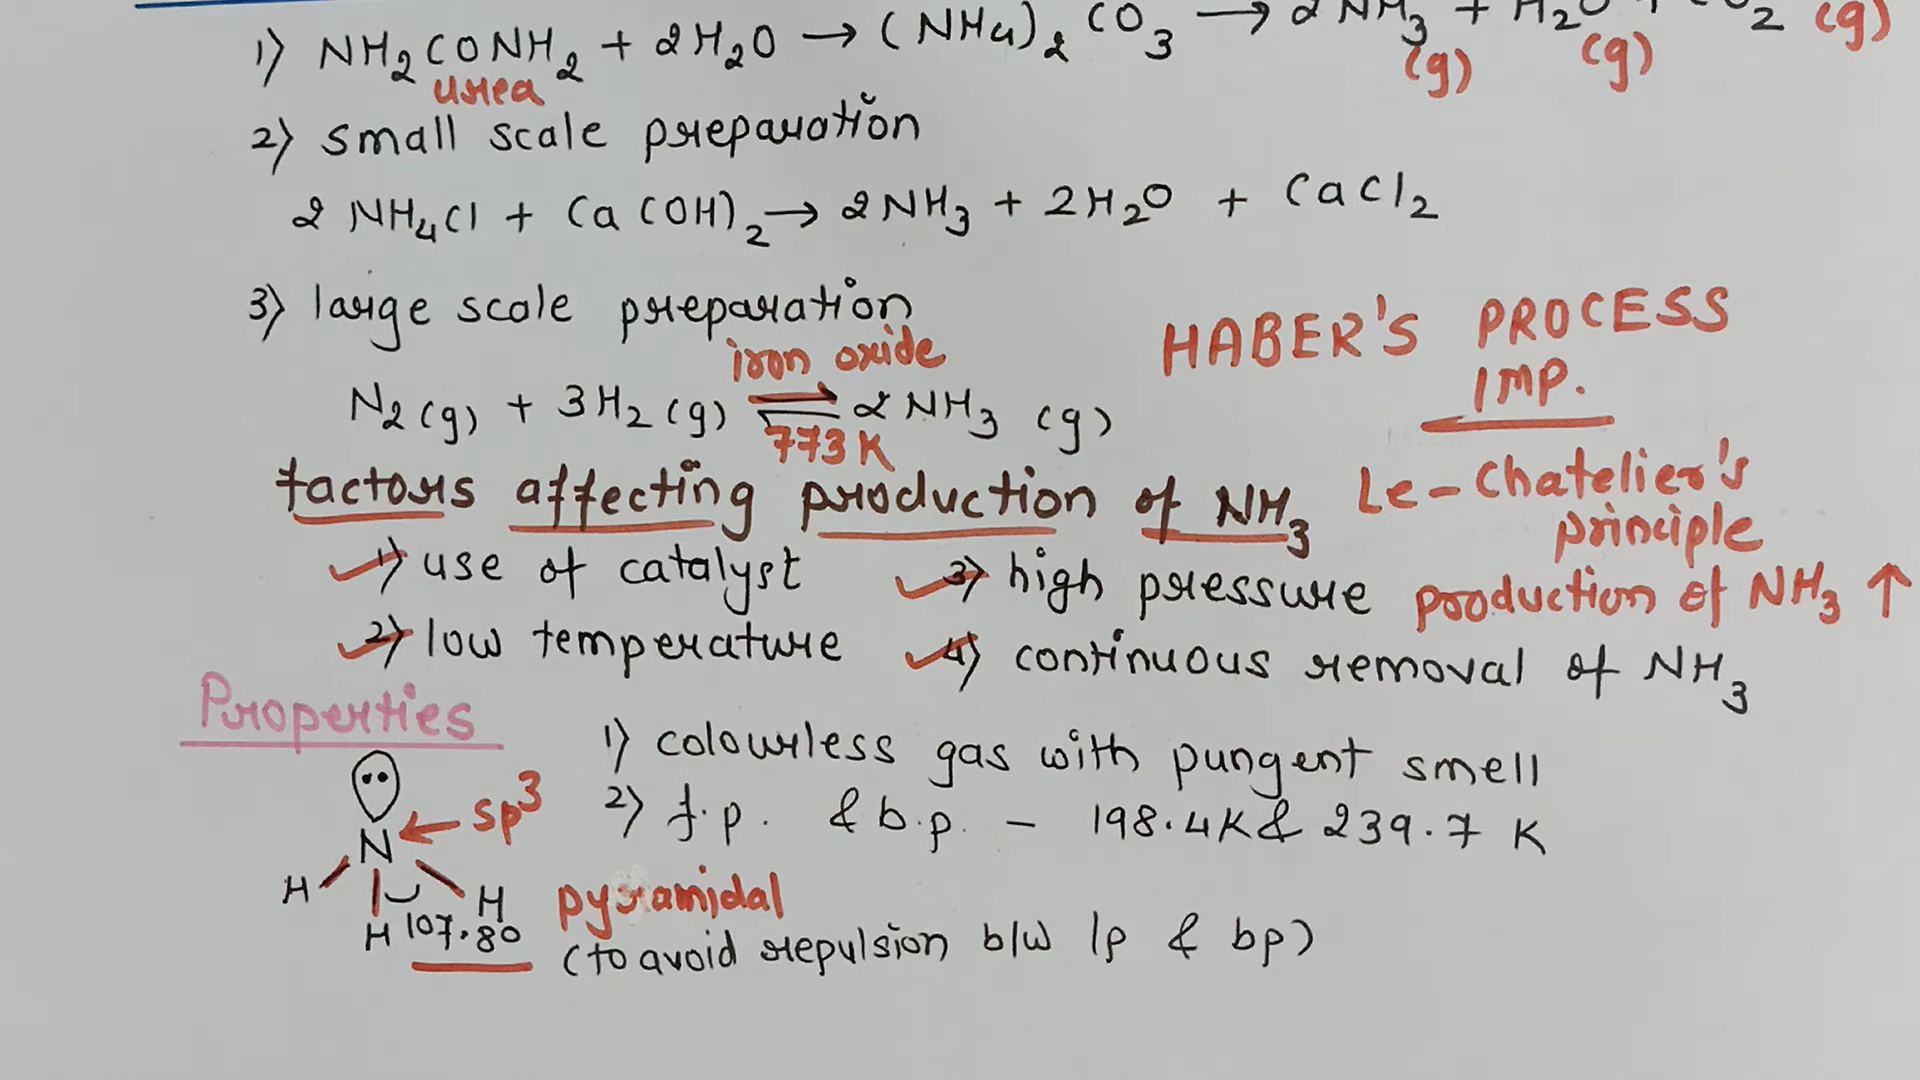 1) NH2CONH2 + 2H2O → (NH4)2 CO3 → 2NH3 + H2O + CO2 (g)
urea (g) (g)
2) small scale preparation
2 NH4Cl + Ca(OH)2 → 2NH3 + 2H2O + CaCl2
3) large scale preparation
HABER'S PROCESS
iron oxide
IMP.
N2(g) + 3H2(g) ⇌ 2NH3 (g)
773 K
factors affecting production of NH3 Le-Chatelier's
principle
1) use of catalyst 3) high pressure production of NH3 ↑
2) low temperature 4) continuous removal of NH3
Properties
1) colourless gas with pungent smell
2) f.p. & b.p. - 198.4K & 239.7 K
sp3
N
H H H
107.80
pyramidal
(to avoid repulsion b/w lp & bp)